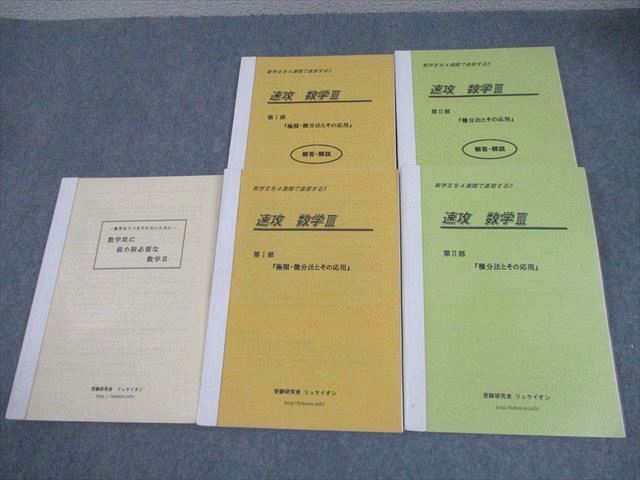 数学Ⅲを4週間で速習する!!
速攻 数学Ⅲ
第Ⅰ部
『極限・微分法とその応用』
解答・解説
数学Ⅲを4週間で速習する!!
速攻 数学Ⅲ
第Ⅱ部
『積分法とその応用』
解答・解説
数学Ⅲに
最小限必要な
数学Ⅱ
受験研究会 リュケイオン
http://lykeion.info/
数学Ⅲを4週間で速習する!!
速攻 数学Ⅲ
第Ⅰ部
『極限・微分法とその応用』
受験研究会 リュケイオン
http://lykeion.info/
数学Ⅲを4週間で速習する!!
速攻 数学Ⅲ
第Ⅱ部
『積分法とその応用』
受験研究会 リュケイオン
http://lykeion.info/